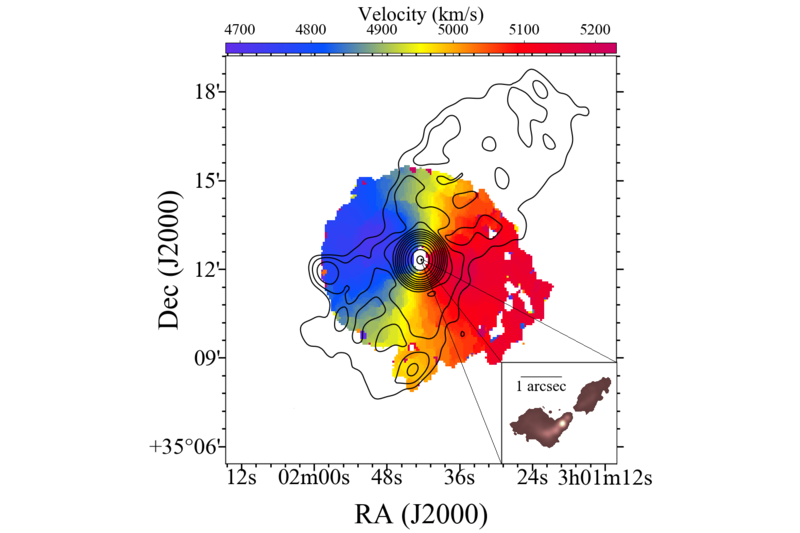 Velocity (km/s)
4700 4800 4900 5000 5100 5200
18'
15'
12'
09'
+35°06'
Dec (J2000)
1 arcsec
12s 02m00s 48s 36s 24s 3h01m12s
RA (J2000)